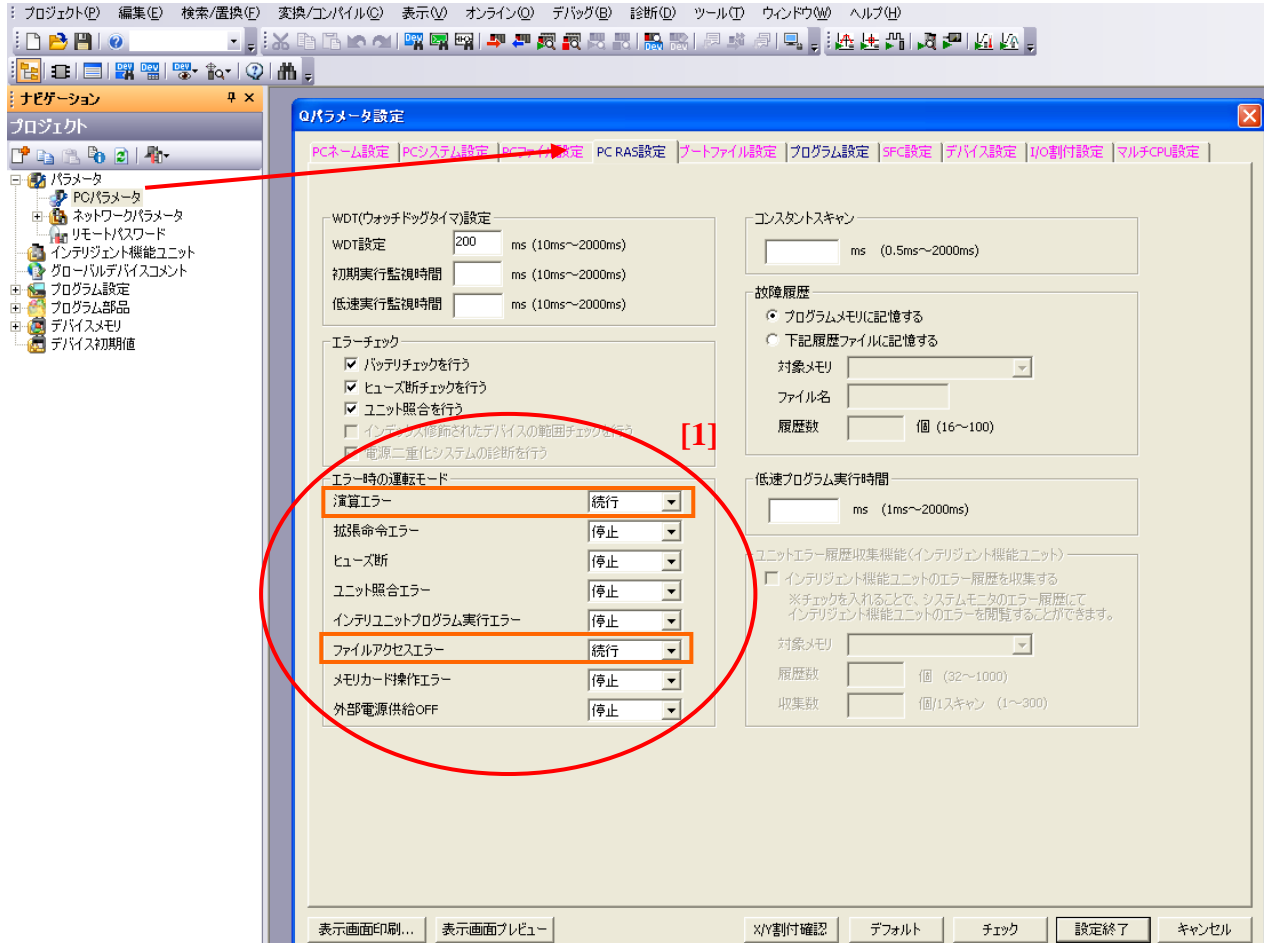 プロジェクト(P) 編集(E) 検索/置換(F) 変換/コンパイル(C) 表示(V) オンライン(O) デバッグ(B) 診断(D) ツール(T) ウィンドウ(W) ヘルプ(H)
ナビゲーション
プロジェクト
パラメータ
PCパラメータ
ネットワークパラメータ
リモートパスワード
インテリジェント機能ユニット
グローバルデバイスコメント
プログラム設定
プログラム部品
デバイスメモリ
デバイス初期値
Qパラメータ設定
PCネーム設定 PCシステム設定 PCファイル設定 PC RAS設定 ブートファイル設定 プログラム設定 SFC設定 デバイス設定 I/O割付設定 マルチCPU設定
WDT(ウォッチドッグタイマ)設定
WDT設定 200 ms (10ms～2000ms)
初期実行監視時間 ms (10ms～2000ms)
低速実行監視時間 ms (10ms～2000ms)
エラーチェック
バッテリチェックを行う
ヒューズ断チェックを行う
ユニット照合を行う
インデックス修飾されたデバイスの範囲チェックを行う
電源二重化システムの診断を行う
[1]
エラー時の運転モード
演算エラー 続行
拡張命令エラー 停止
ヒューズ断 停止
ユニット照合エラー 停止
インテリユニットプログラム実行エラー 停止
ファイルアクセスエラー 続行
メモリカード操作エラー 停止
外部電源供給OFF 停止
コンスタントスキャン
ms (0.5ms～2000ms)
故障履歴
プログラムメモリに記憶する
下記履歴ファイルに記憶する
対象メモリ
ファイル名
履歴数 個 (16～100)
低速プログラム実行時間
ms (1ms～2000ms)
ユニットエラー履歴収集機能(インテリジェント機能ユニット)
インテリジェント機能ユニットのエラー履歴を収集する
※チェックを入れることで、システムモニタのエラー履歴にて
インテリジェント機能ユニットのエラーを閲覧することができます。
対象メモリ
履歴数 個 (32～1000)
収集数 個/1スキャン (1～300)
表示画面印刷... 表示画面プレビュー X/Y割付確認 デフォルト チェック 設定終了 キャンセル